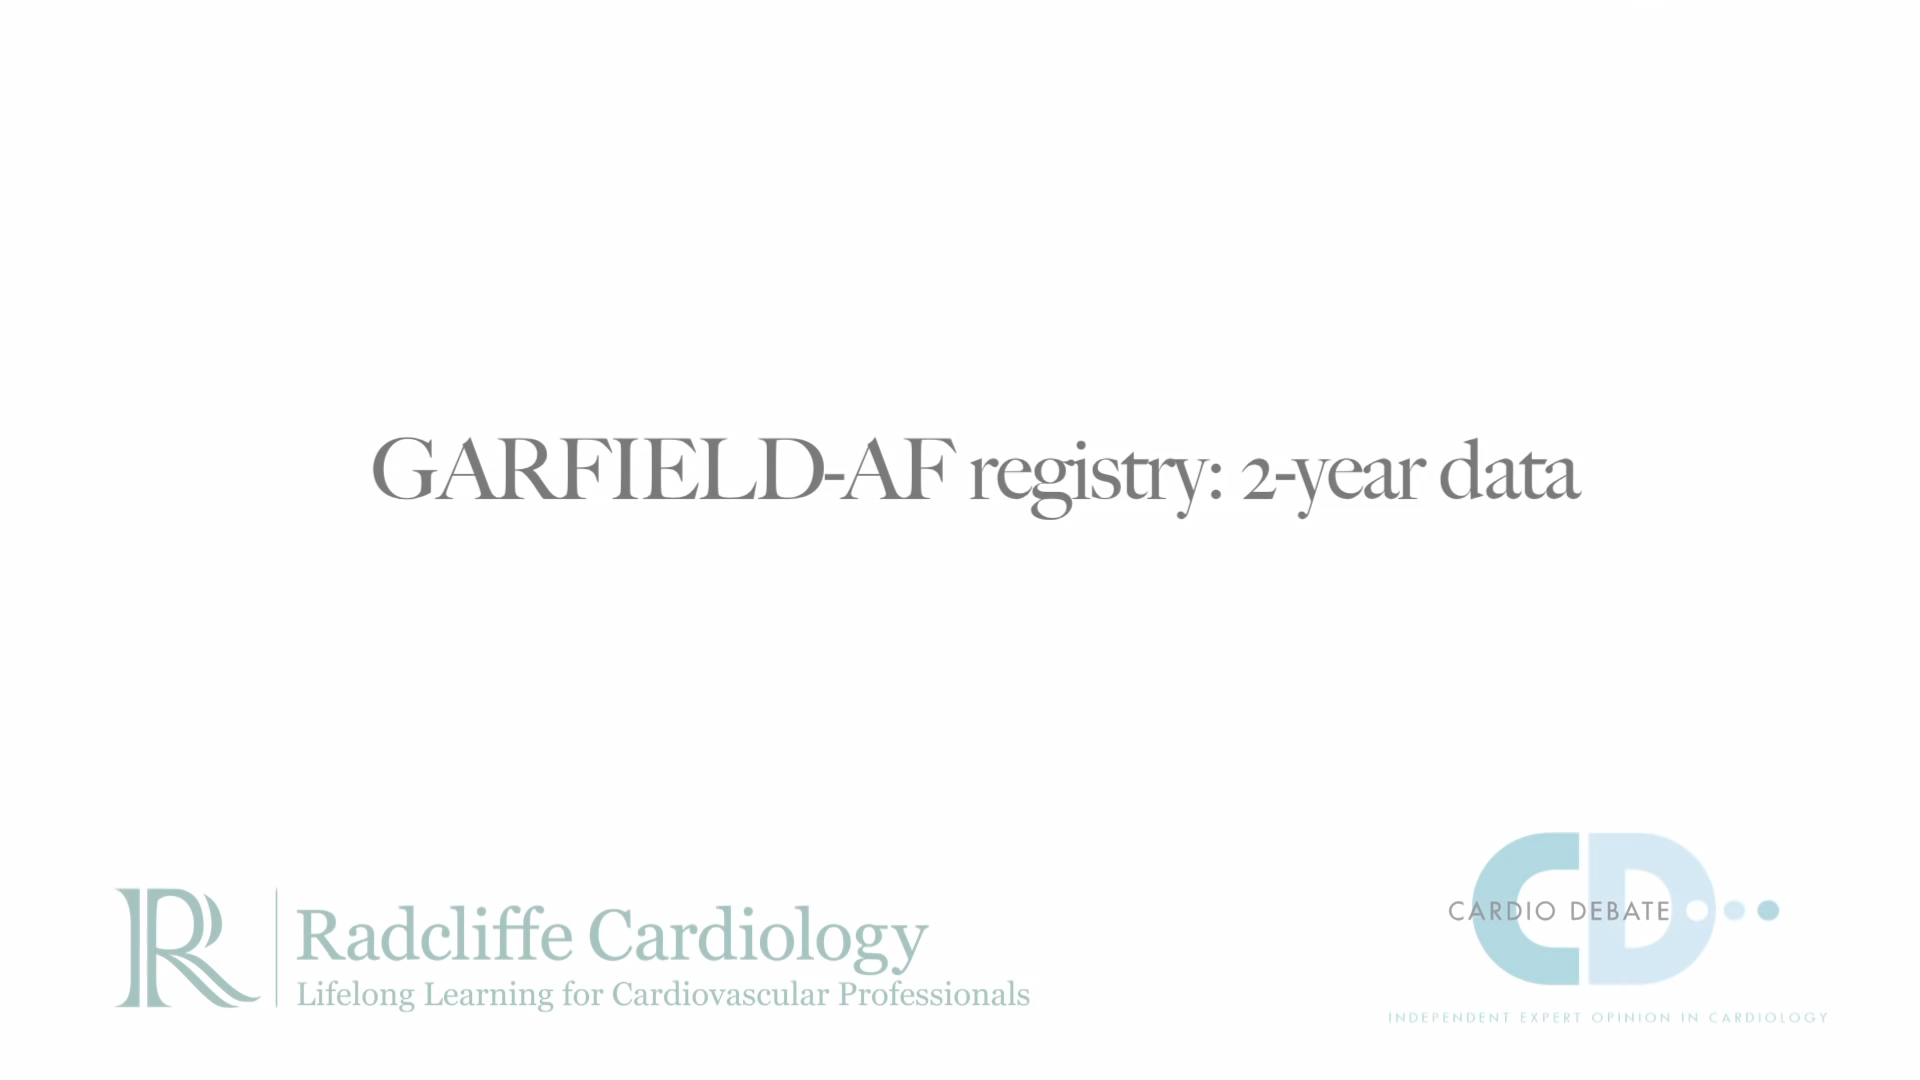 GARFIELD-AF registry: 2-year data
Radcliffe Cardiology
Lifelong Learning for Cardiovascular Professionals
CARDIO DEBATE
INDEPENDENT EXPERT OPINION IN CARDIOLOGY